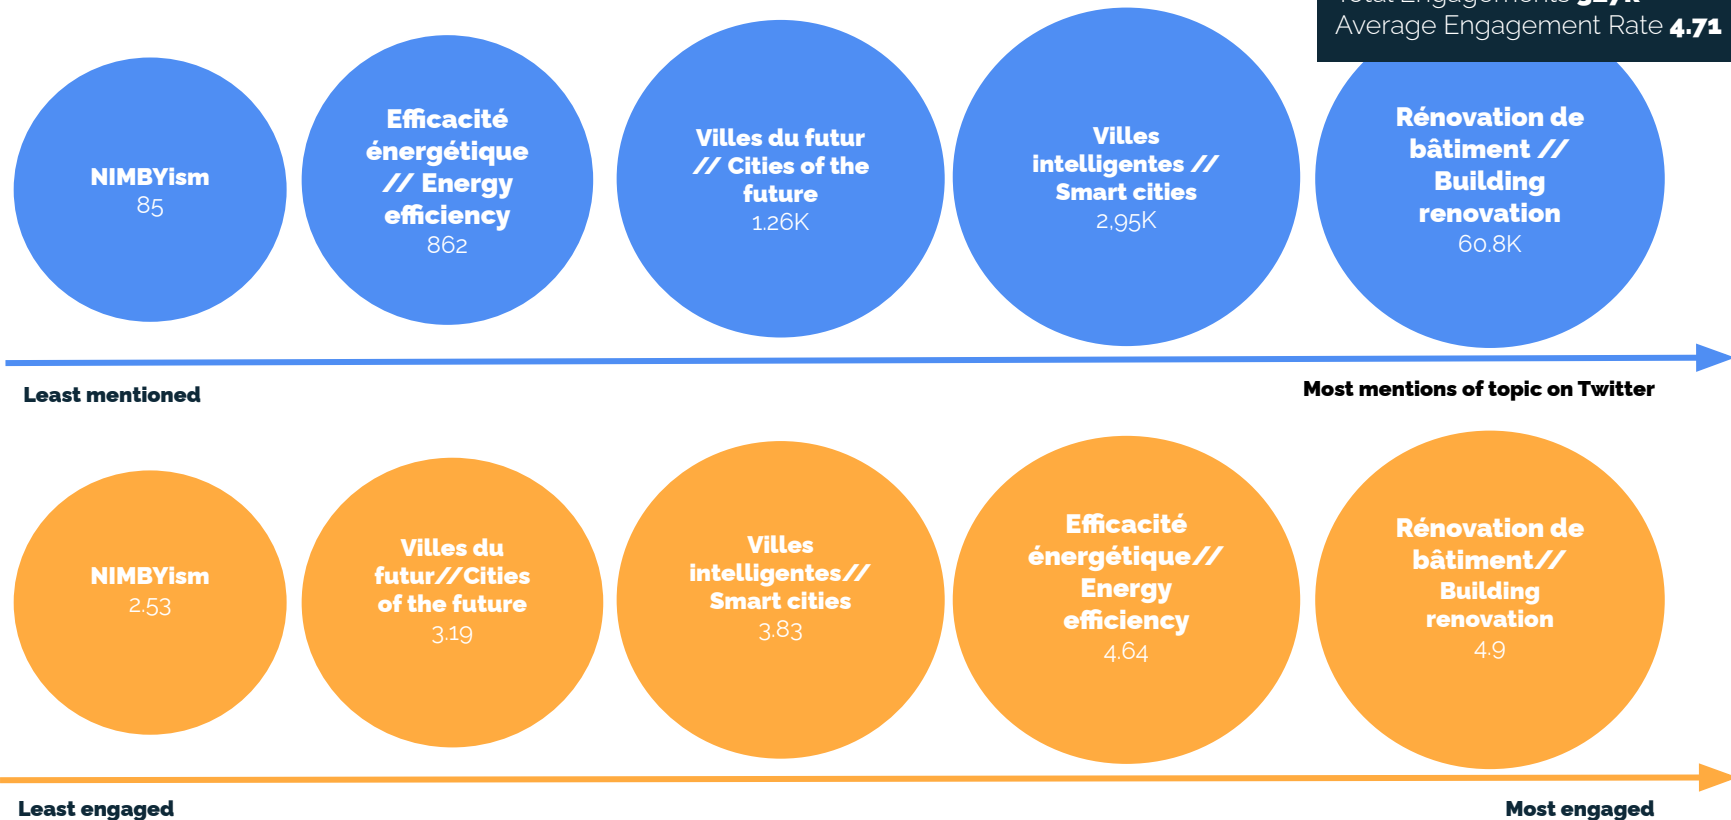 Total Engagements 327k
Average Engagement Rate 4.71
NIMBYism
85
Efficacité
énergétique
// Energy
efficiency
862
Villes du futur
// Cities of the
future
1.26K
Villes
intelligentes //
Smart cities
2,95K
Rénovation de
bâtiment //
Building
renovation
60.8K
Least mentioned
Most mentions of topic on Twitter
NIMBYism
2.53
Villes du
futur//Cities
of the future
3.19
Villes
intelligentes//
Smart cities
3.83
Efficacité
énergétique//
Energy
efficiency
4.64
Rénovation de
bâtiment//
Building
renovation
4.9
Least engaged
Most engaged